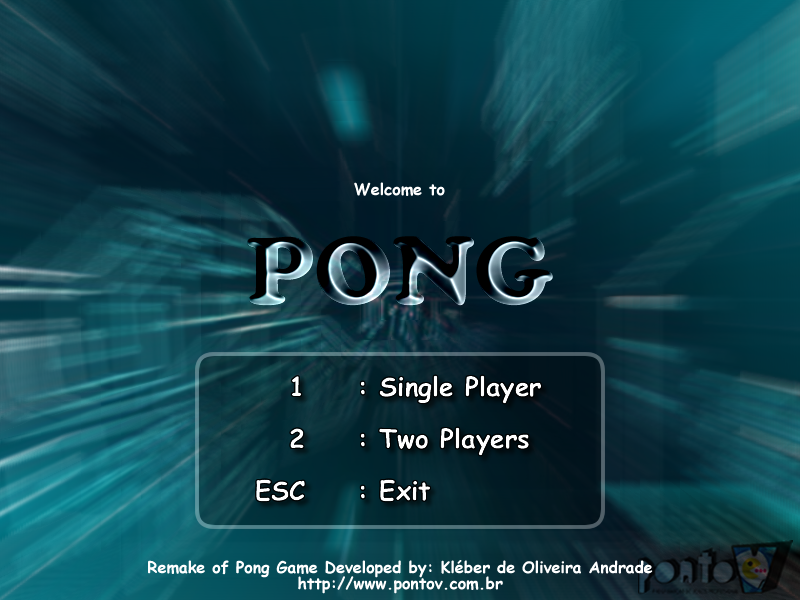 Welcome to
PONG
1 : Single Player
2 : Two Players
ESC : Exit
Remake of Pong Game Developed by: Kléber de Oliveira Andrade
http://www.pontov.com.br
pontov